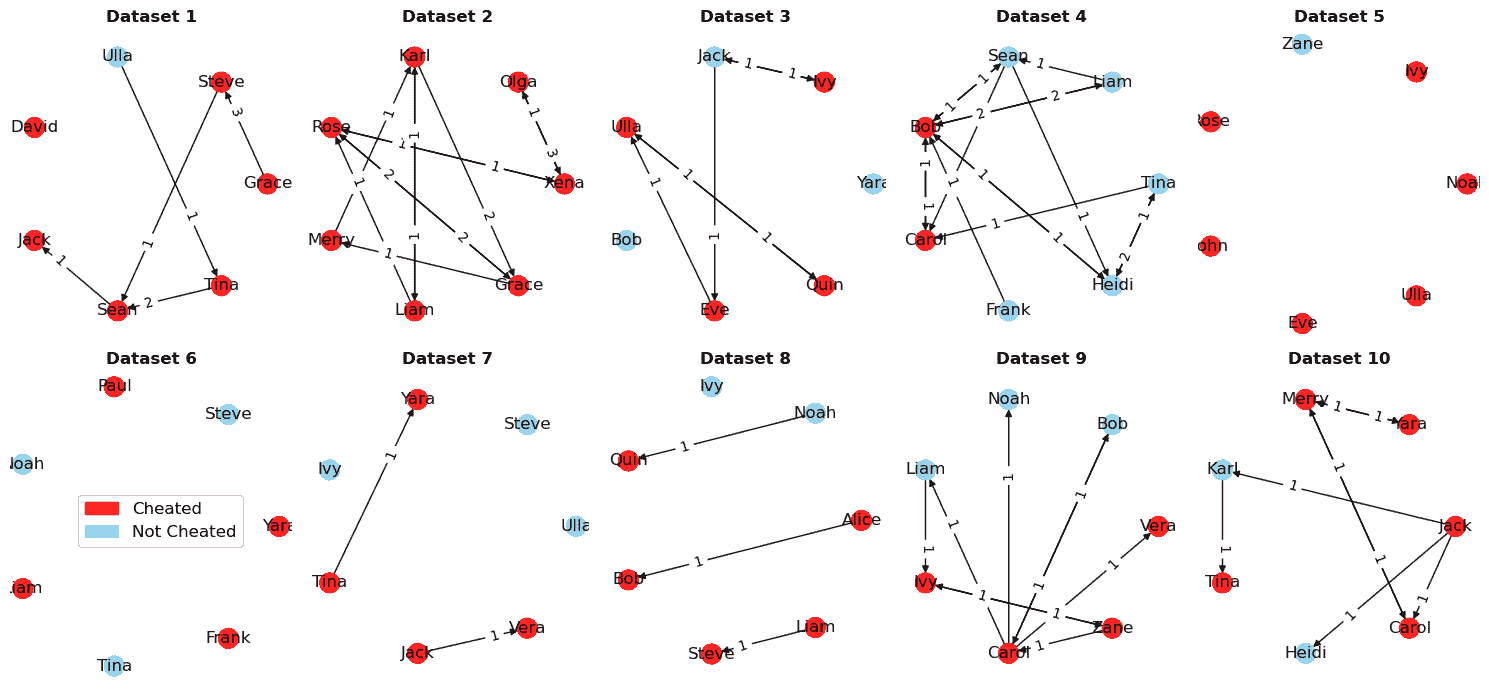 Dataset 1
Ulla
Steve
David
3
Grace
1
1
Jack
1
Tina
2
Sean
Dataset 2
Karl
Olga
1
1
Rose
1
1
3
1
2
Xena
1
2
Merry
2
1
1
Grace
Liam
Dataset 3
Jack
1
1
Ivy
Ulla
1
Yara
1
Bob
1
1
Quin
Eve
Dataset 4
Sean
1
Liam
1
1
2
2
Bob
1
1
1
Tina
1
1
1
1
Carol
2
Heidi
Frank
Dataset 5
Zane
Ivy
Rose
Noah
ohn
Ulla
Eve
Dataset 6
Paul
Steve
Noah
Cheated
Not Cheated
Yara
Liam
Frank
Tina
Dataset 7
Yara
Steve
Ivy
1
Ulla
Tina
1
Vera
Jack
Dataset 8
Ivy
Noah
1
Quin
Alice
1
Bob
Liam
1
Steve
Dataset 9
Noah
Bob
Liam
1
1
1
Vera
1
1
Ivy
1
1
1
Zane
1
Carol
Dataset 10
Merry
1
1
Yara
Karl
1
1
Jack
1
1
Tina
1
1
Carol
Heidi